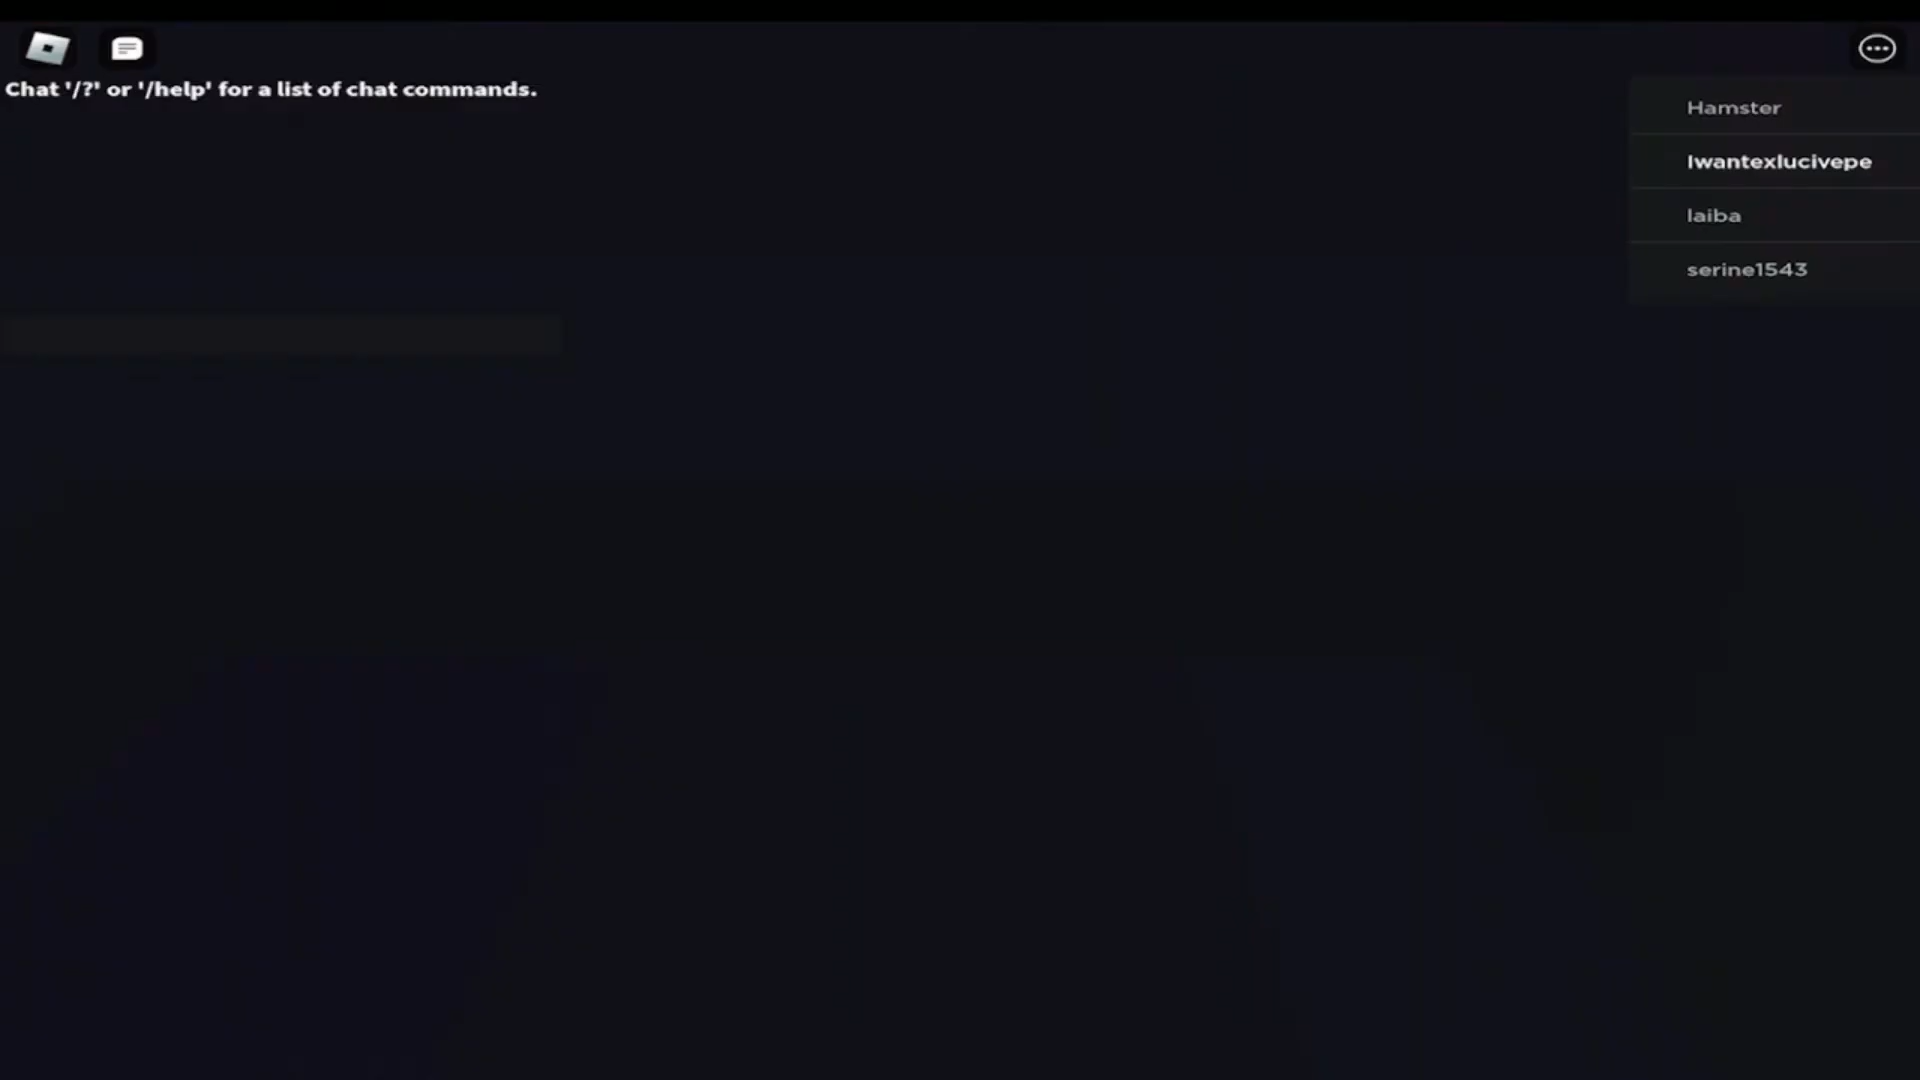 Chat '/?' or '/help' for a list of chat commands.
Hamster
Iwantexlucivepe
laiba
serine1543